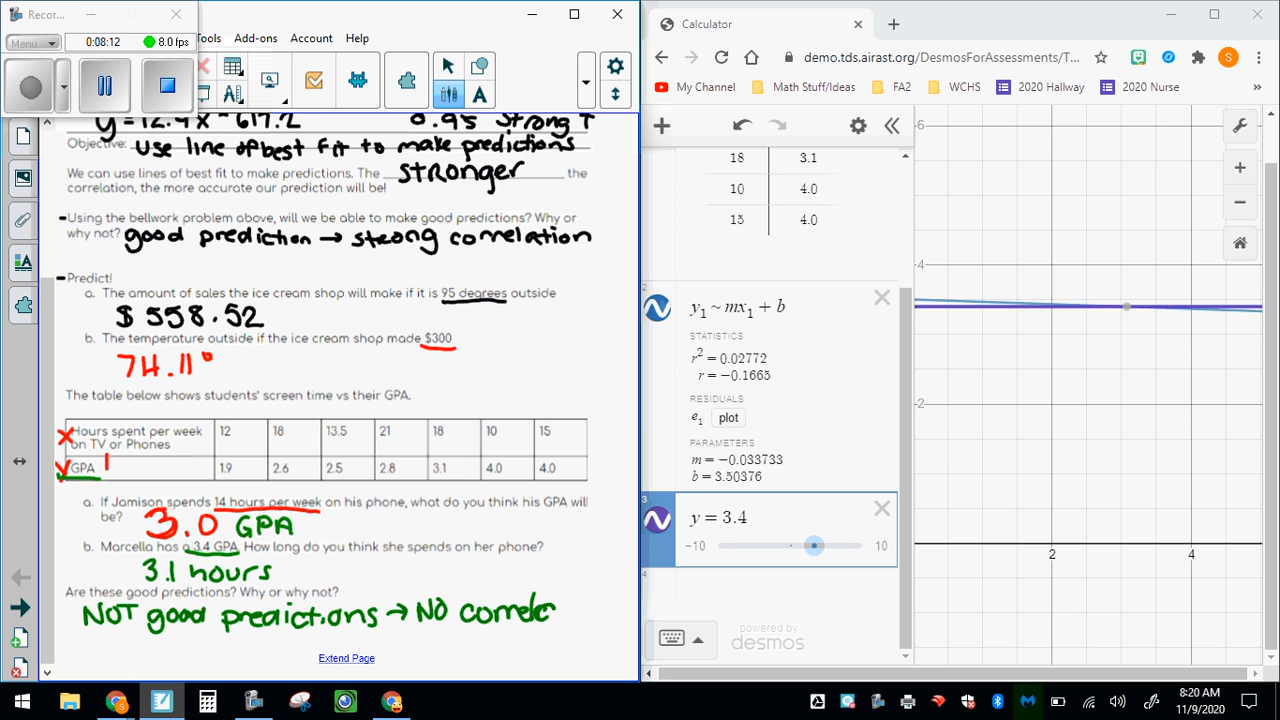 Recor...
Menu
0:08:12
8.0 fps
Tools Add-ons Account Help
y=12.4x-617.2 0.95 strong +
Objective: Use line of best fit to make predictions
We can use lines of best fit to make predictions. The stronger the
correlation, the more accurate our prediction will be!
Using the bellwork problem above, will we be able to make good predictions? Why or
why not? good prediction → strong correlation
Predict!
a. The amount of sales the ice cream shop will make if it is 95 degrees outside
$558.52
b. The temperature outside if the ice cream shop made $300
74.11°
The table below shows students' screen time vs their GPA.
x Hours spent per week 12 18 13.5 21 18 10 15
on TV or Phones
y GPA 1.9 2.6 2.5 2.8 3.1 4.0 4.0
a. If Jamison spends 14 hours per week on his phone, what do you think his GPA will
be? 3.0 GPA
b. Marcella has a 3.4 GPA. How long do you think she spends on her phone?
3.1 hours
Are these good predictions? Why or why not?
NOT good predictions → NO correla
Extend Page
Calculator
demo.tds.airast.org/DesmosForAssessments/T...
S
My Channel Math Stuff/Ideas FA2 WCHS 2020 Hallway 2020 Nurse
18 3.1
10 4.0
15 4.0
2
y1 ~ mx1 + b
STATISTICS
r² = 0.02772
r = −0.1665
RESIDUALS
e1 plot
PARAMETERS
m = −0.033733
b = 3.50376
3
y = 3.4
−10 10
4
powered by
desmos
6
4
2
2 4
8:20 AM
11/9/2020